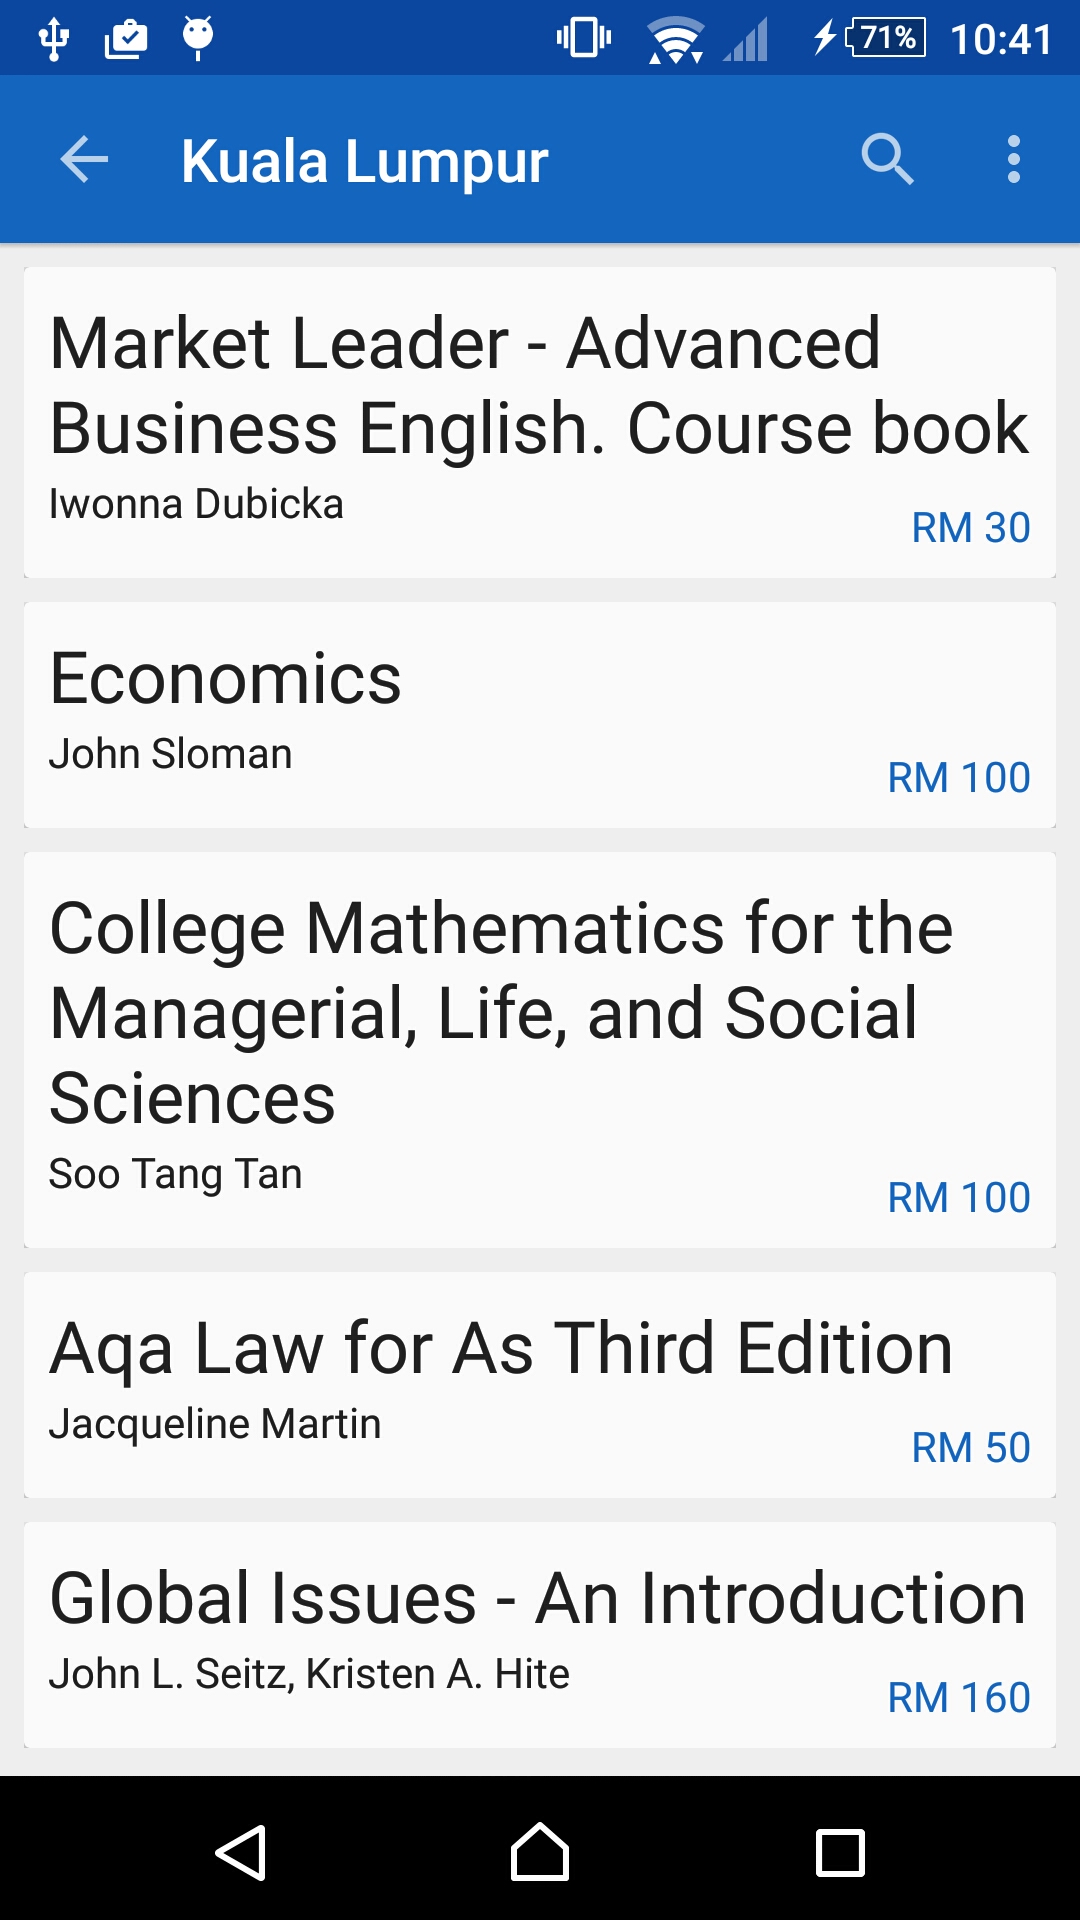 71% 10:41
Kuala Lumpur
Market Leader - Advanced
Business English. Course book
Iwonna Dubicka
RM 30
Economics
John Sloman
RM 100
College Mathematics for the
Managerial, Life, and Social
Sciences
Soo Tang Tan
RM 100
Aqa Law for As Third Edition
Jacqueline Martin
RM 50
Global Issues - An Introduction
John L. Seitz, Kristen A. Hite
RM 160